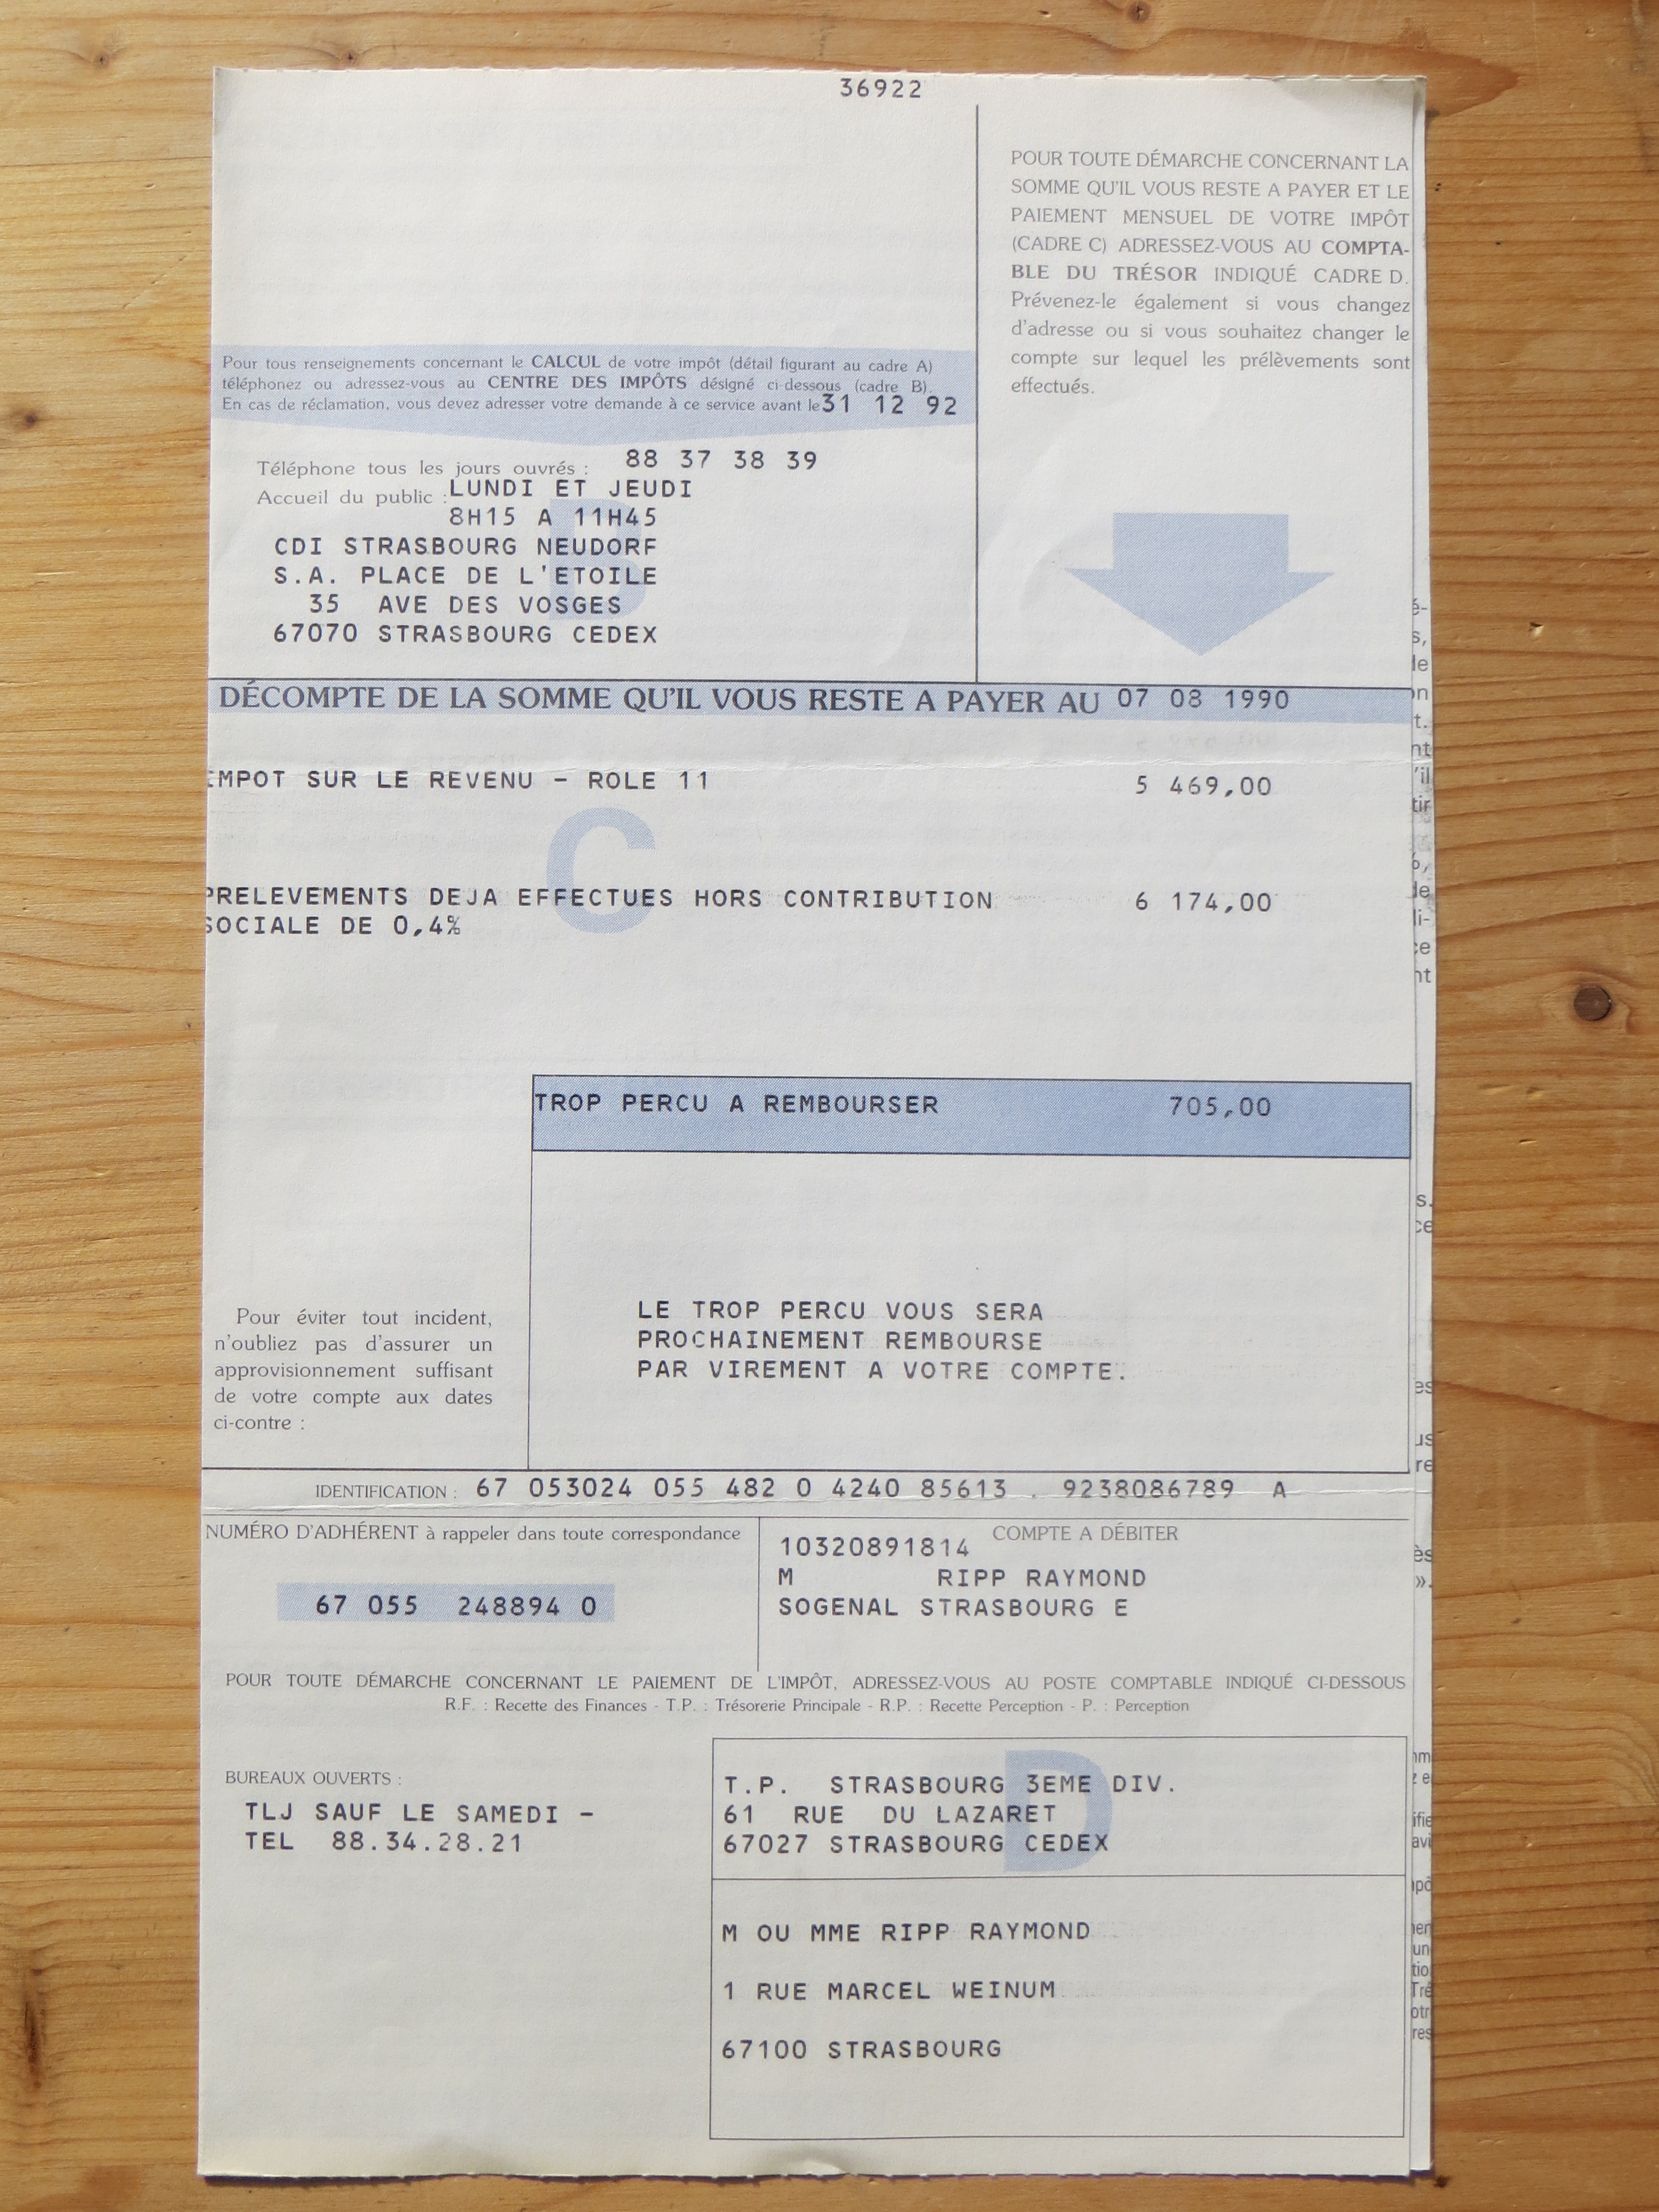 36922
POUR TOUTE DÉMARCHE CONCERNANT LA
SOMME QU'IL VOUS RESTE A PAYER ET LE
PAIEMENT MENSUEL DE VOTRE IMPÔT
(CADRE C) ADRESSEZ-VOUS AU COMPTA-
BLE DU TRÉSOR INDIQUÉ CADRE D.
Prévenez-le également si vous changez
d'adresse ou si vous souhaitez changer le
compte sur lequel les prélèvements sont
effectués.
Pour tous renseignements concernant le CALCUL de votre impôt (détail figurant au cadre A)
téléphonez ou adressez-vous au CENTRE DES IMPÔTS désigné ci-dessous (cadre B).
En cas de réclamation, vous devez adresser votre demande à ce service avant le 31 12 92
Téléphone tous les jours ouvrés : 88 37 38 39
Accueil du public : LUNDI ET JEUDI
8H15 A 11H45
B
CDI STRASBOURG NEUDORF
S.A. PLACE DE L'ETOILE
35 AVE DES VOSGES
67070 STRASBOURG CEDEX
DÉCOMPTE DE LA SOMME QU'IL VOUS RESTE A PAYER AU 07 08 1990
IMPOT SUR LE REVENU - ROLE 11 5 469,00
C
PRELEVEMENTS DEJA EFFECTUES HORS CONTRIBUTION 6 174,00
SOCIALE DE 0,4%
TROP PERCU A REMBOURSER 705,00
LE TROP PERCU VOUS SERA
PROCHAINEMENT REMBOURSE
PAR VIREMENT A VOTRE COMPTE.
Pour éviter tout incident,
n'oubliez pas d'assurer un
approvisionnement suffisant
de votre compte aux dates
ci-contre :
IDENTIFICATION : 67 053024 055 482 0 4240 85613 . 9238086789 A
NUMÉRO D'ADHÉRENT à rappeler dans toute correspondance
67 055 248894 0
COMPTE A DÉBITER
10320891814
M RIPP RAYMOND
SOGENAL STRASBOURG E
POUR TOUTE DÉMARCHE CONCERNANT LE PAIEMENT DE L'IMPÔT, ADRESSEZ-VOUS AU POSTE COMPTABLE INDIQUÉ CI-DESSOUS
R.F. : Recette des Finances - T.P. : Trésorerie Principale - R.P. : Recette Perception - P. : Perception
BUREAUX OUVERTS :
TLJ SAUF LE SAMEDI -
TEL 88.34.28.21
D
T.P. STRASBOURG 3EME DIV.
61 RUE DU LAZARET
67027 STRASBOURG CEDEX
M OU MME RIPP RAYMOND
1 RUE MARCEL WEINUM
67100 STRASBOURG